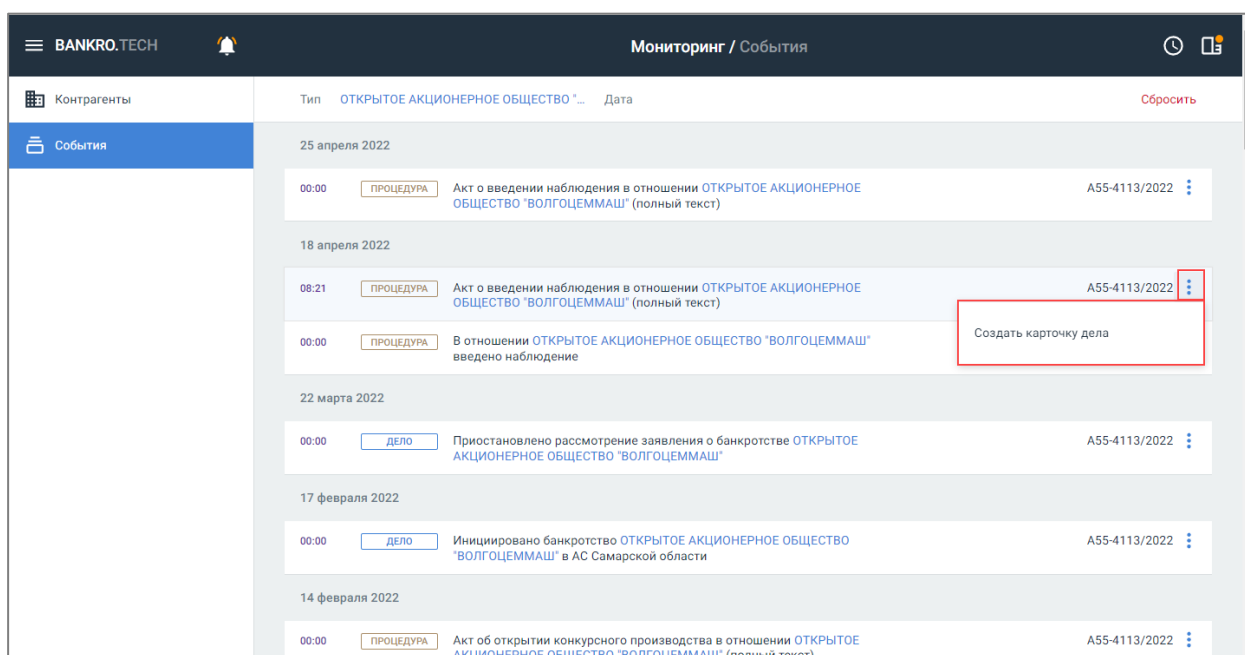 BANKRO.TECH
Мониторинг / События
Контрагенты
События
Тип ОТКРЫТОЕ АКЦИОНЕРНОЕ ОБЩЕСТВО "... Дата Сбросить
25 апреля 2022
00:00 ПРОЦЕДУРА Акт о введении наблюдения в отношении ОТКРЫТОЕ АКЦИОНЕРНОЕ А55-4113/2022
ОБЩЕСТВО "ВОЛГОЦЕММАШ" (полный текст)
18 апреля 2022
08:21 ПРОЦЕДУРА Акт о введении наблюдения в отношении ОТКРЫТОЕ АКЦИОНЕРНОЕ А55-4113/2022
ОБЩЕСТВО "ВОЛГОЦЕММАШ" (полный текст)
Создать карточку дела
00:00 ПРОЦЕДУРА В отношении ОТКРЫТОЕ АКЦИОНЕРНОЕ ОБЩЕСТВО "ВОЛГОЦЕММАШ"
введено наблюдение
22 марта 2022
00:00 ДЕЛО Приостановлено рассмотрение заявления о банкротстве ОТКРЫТОЕ А55-4113/2022
АКЦИОНЕРНОЕ ОБЩЕСТВО "ВОЛГОЦЕММАШ"
17 февраля 2022
00:00 ДЕЛО Инициировано банкротство ОТКРЫТОЕ АКЦИОНЕРНОЕ ОБЩЕСТВО А55-4113/2022
"ВОЛГОЦЕММАШ" в АС Самарской области
14 февраля 2022
00:00 ПРОЦЕДУРА Акт об открытии конкурсного производства в отношении ОТКРЫТОЕ А55-4113/2022
АКЦИОНЕРНОЕ ОБЩЕСТВО "ВОЛГОЦЕММАШ" (полный текст)